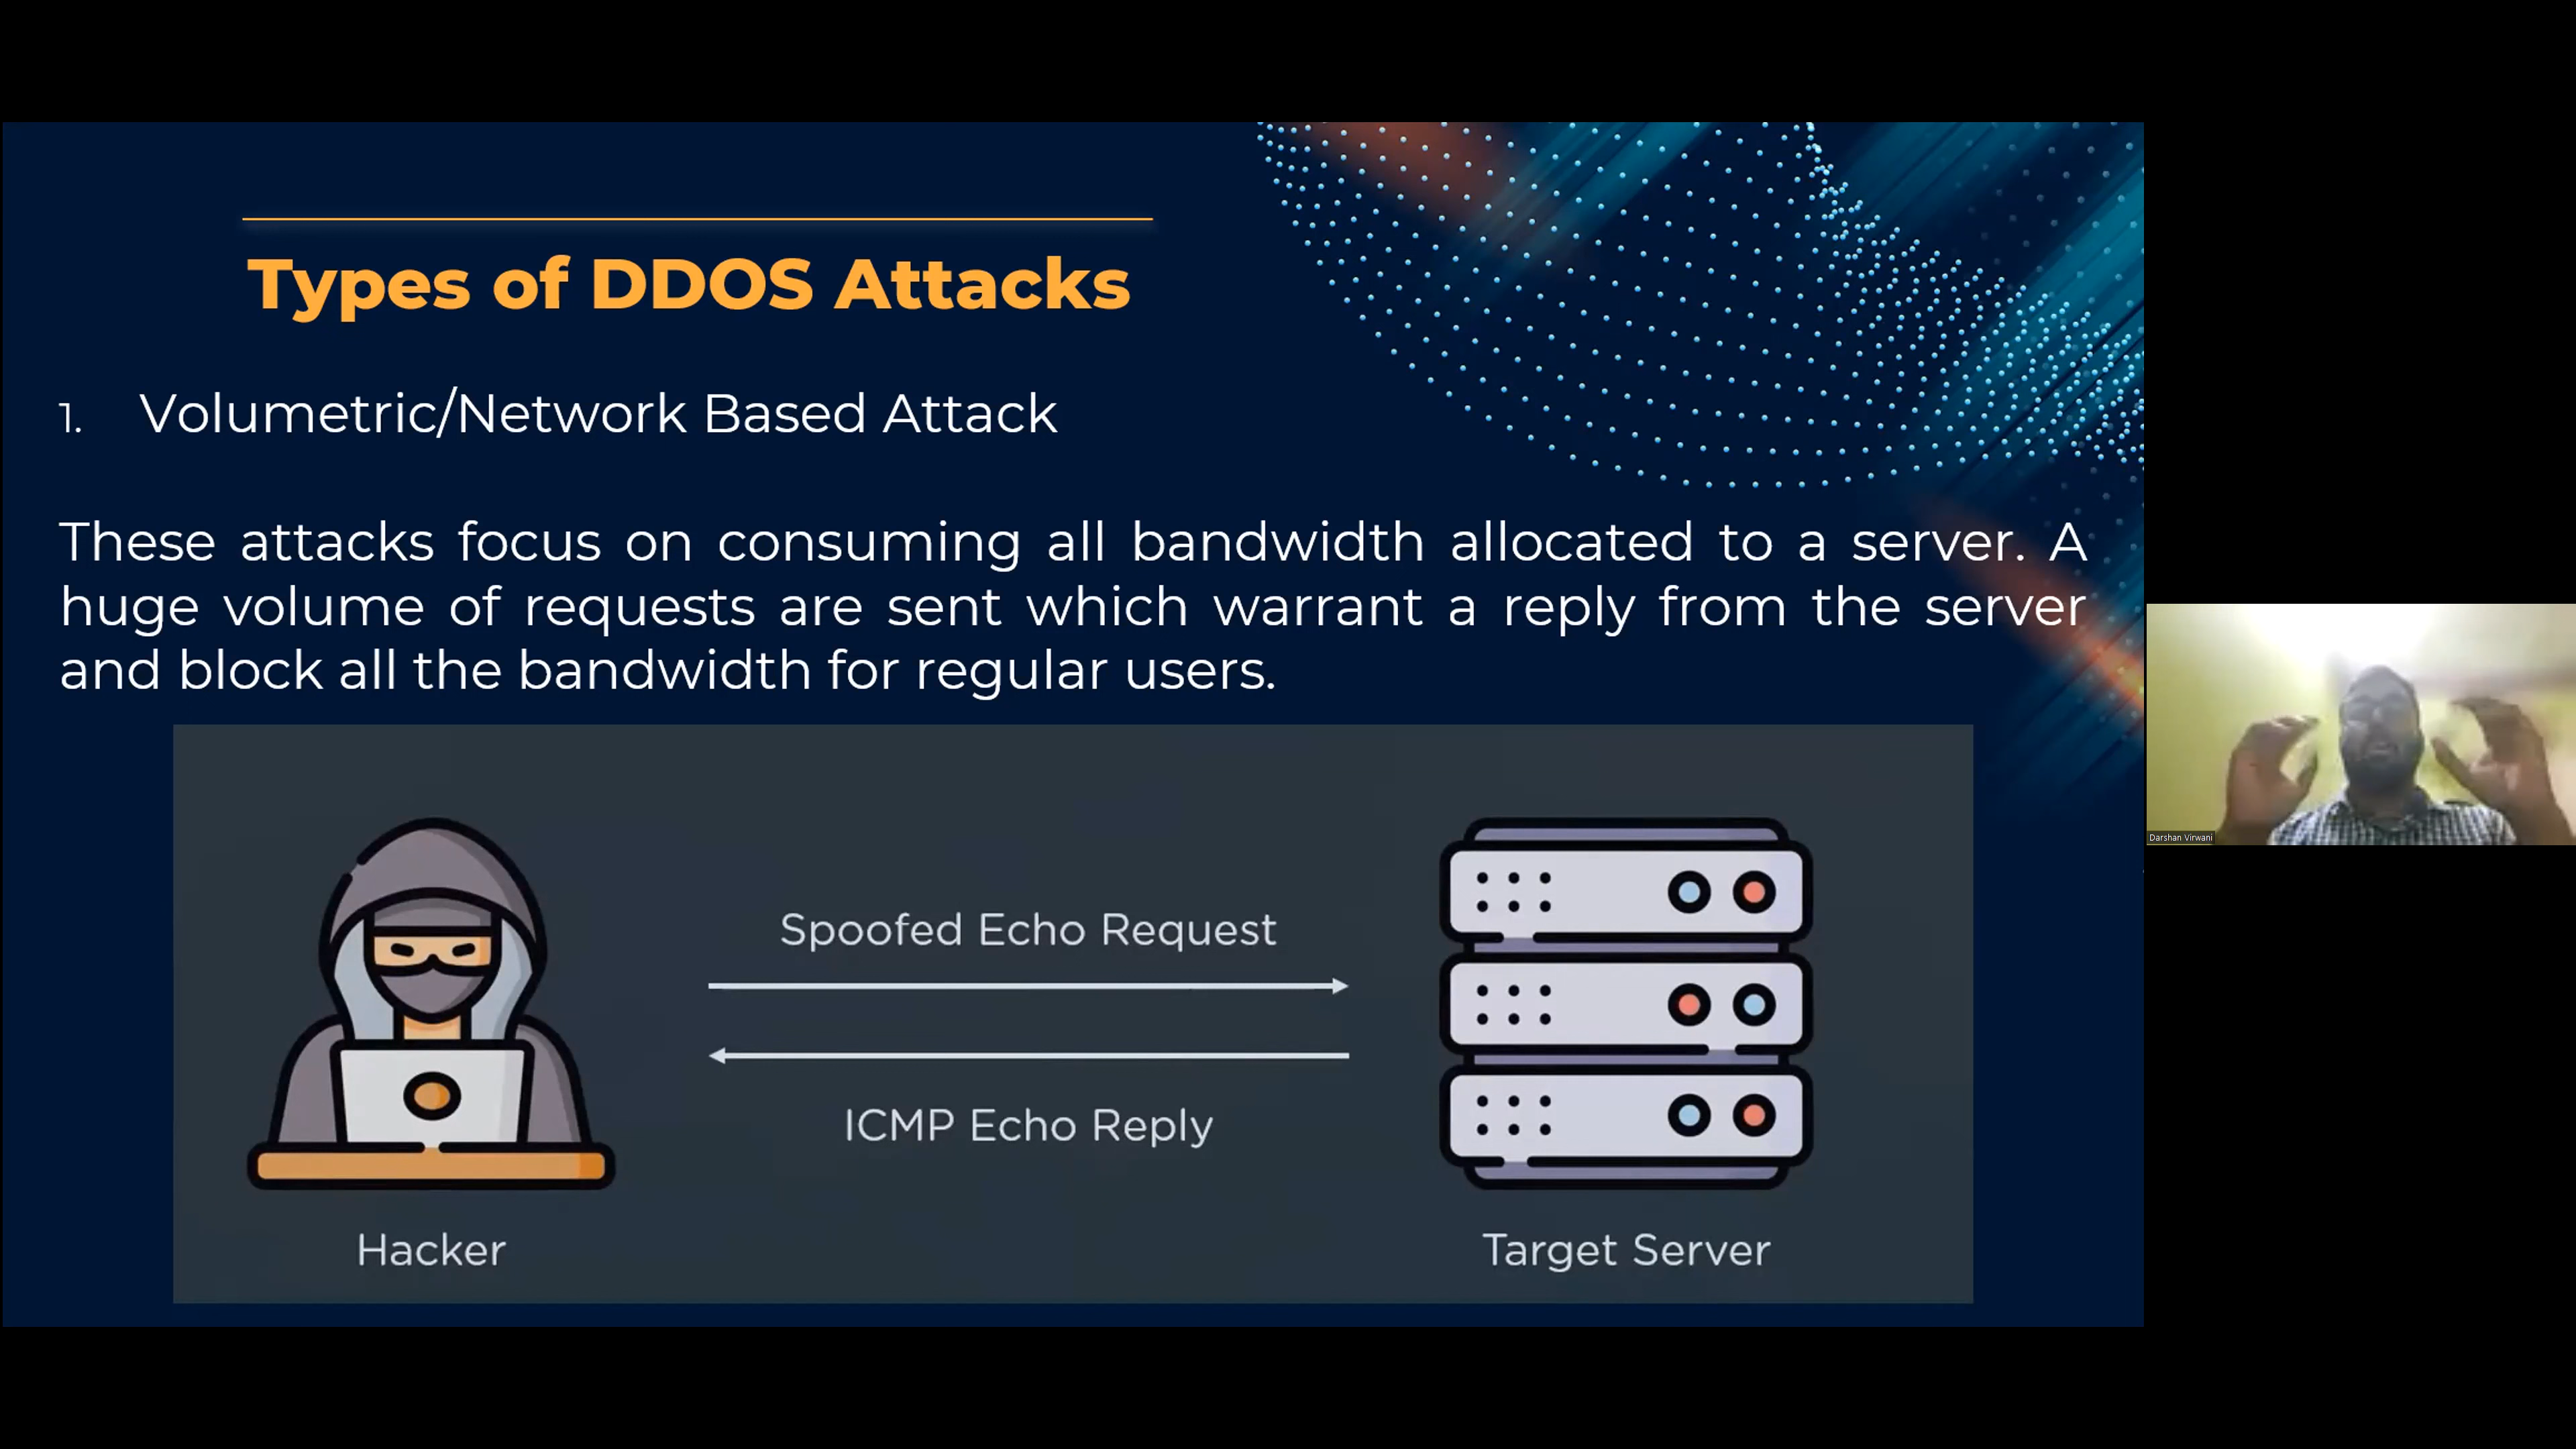 Types of DDOS Attacks
1. Volumetric/Network Based Attack
These attacks focus on consuming all bandwidth allocated to a server. A
huge volume of requests are sent which warrant a reply from the server
and block all the bandwidth for regular users.
Spoofed Echo Request
ICMP Echo Reply
Hacker
Target Server
Darshan Virwani